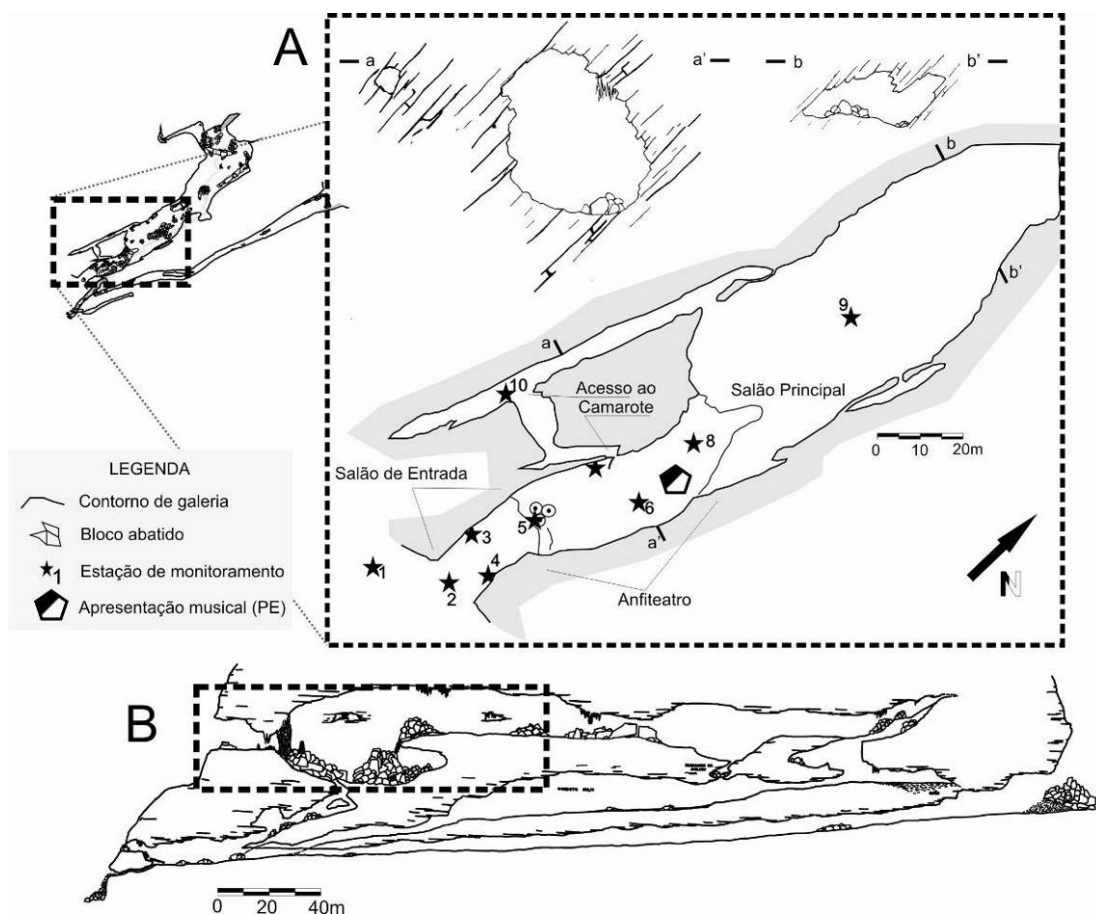 A
a
a'
b
b'
b
b'
9
a
10
Acesso ao
Camarote
Salão Principal
8
0 10 20m
7
Salão de Entrada
6
5
3
a'
4
1
2
Anfiteatro
N
LEGENDA
Contorno de galeria
Bloco abatido
1 Estação de monitoramento
Apresentação musical (PE)
B
0 20 40m